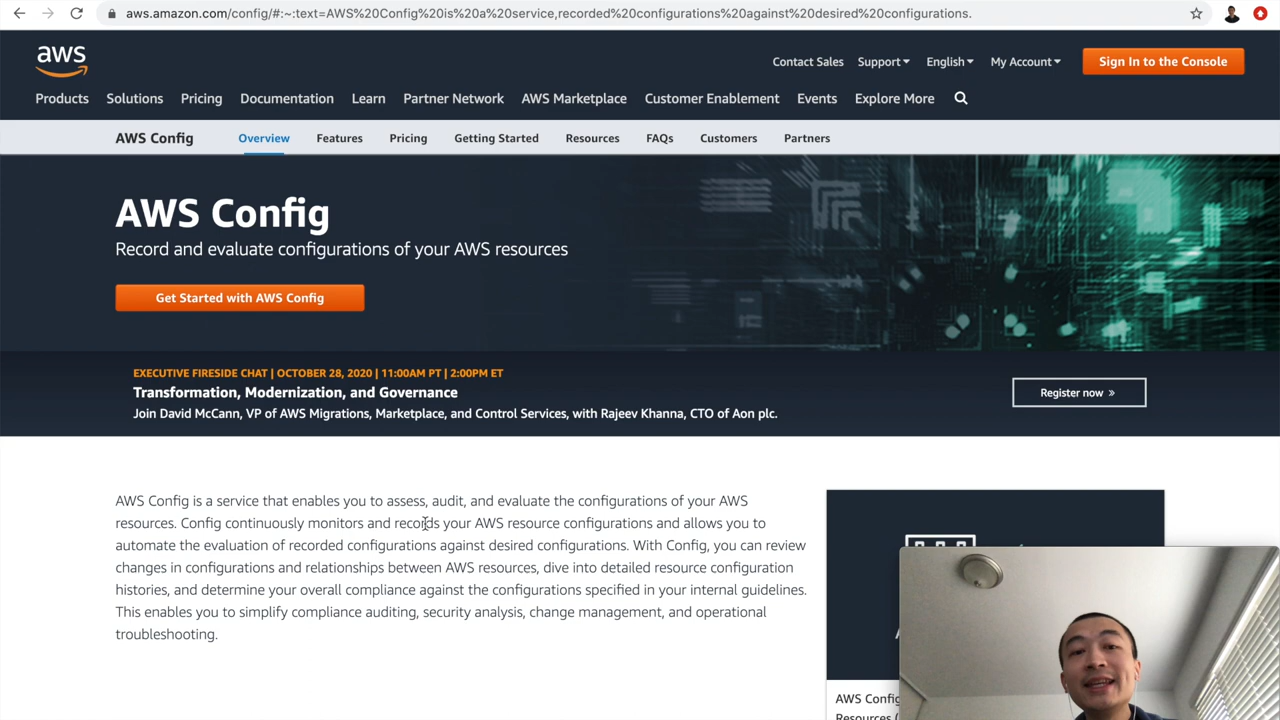 aws.amazon.com/config/#:~:text=AWS%20Config%20is%20a%20service,recorded%20configurations%20against%20desired%20configurations.
aws
Contact Sales Support English My Account Sign In to the Console
Products Solutions Pricing Documentation Learn Partner Network AWS Marketplace Customer Enablement Events Explore More
AWS Config Overview Features Pricing Getting Started Resources FAQs Customers Partners
AWS Config
Record and evaluate configurations of your AWS resources
Get Started with AWS Config
EXECUTIVE FIRESIDE CHAT | OCTOBER 28, 2020 | 11:00AM PT | 2:00PM ET
Transformation, Modernization, and Governance
Join David McCann, VP of AWS Migrations, Marketplace, and Control Services, with Rajeev Khanna, CTO of Aon plc.
Register now »
AWS Config is a service that enables you to assess, audit, and evaluate the configurations of your AWS
resources. Config continuously monitors and records your AWS resource configurations and allows you to
automate the evaluation of recorded configurations against desired configurations. With Config, you can review
changes in configurations and relationships between AWS resources, dive into detailed resource configuration
histories, and determine your overall compliance against the configurations specified in your internal guidelines.
This enables you to simplify compliance auditing, security analysis, change management, and operational
troubleshooting.
AWS Config
Resources (